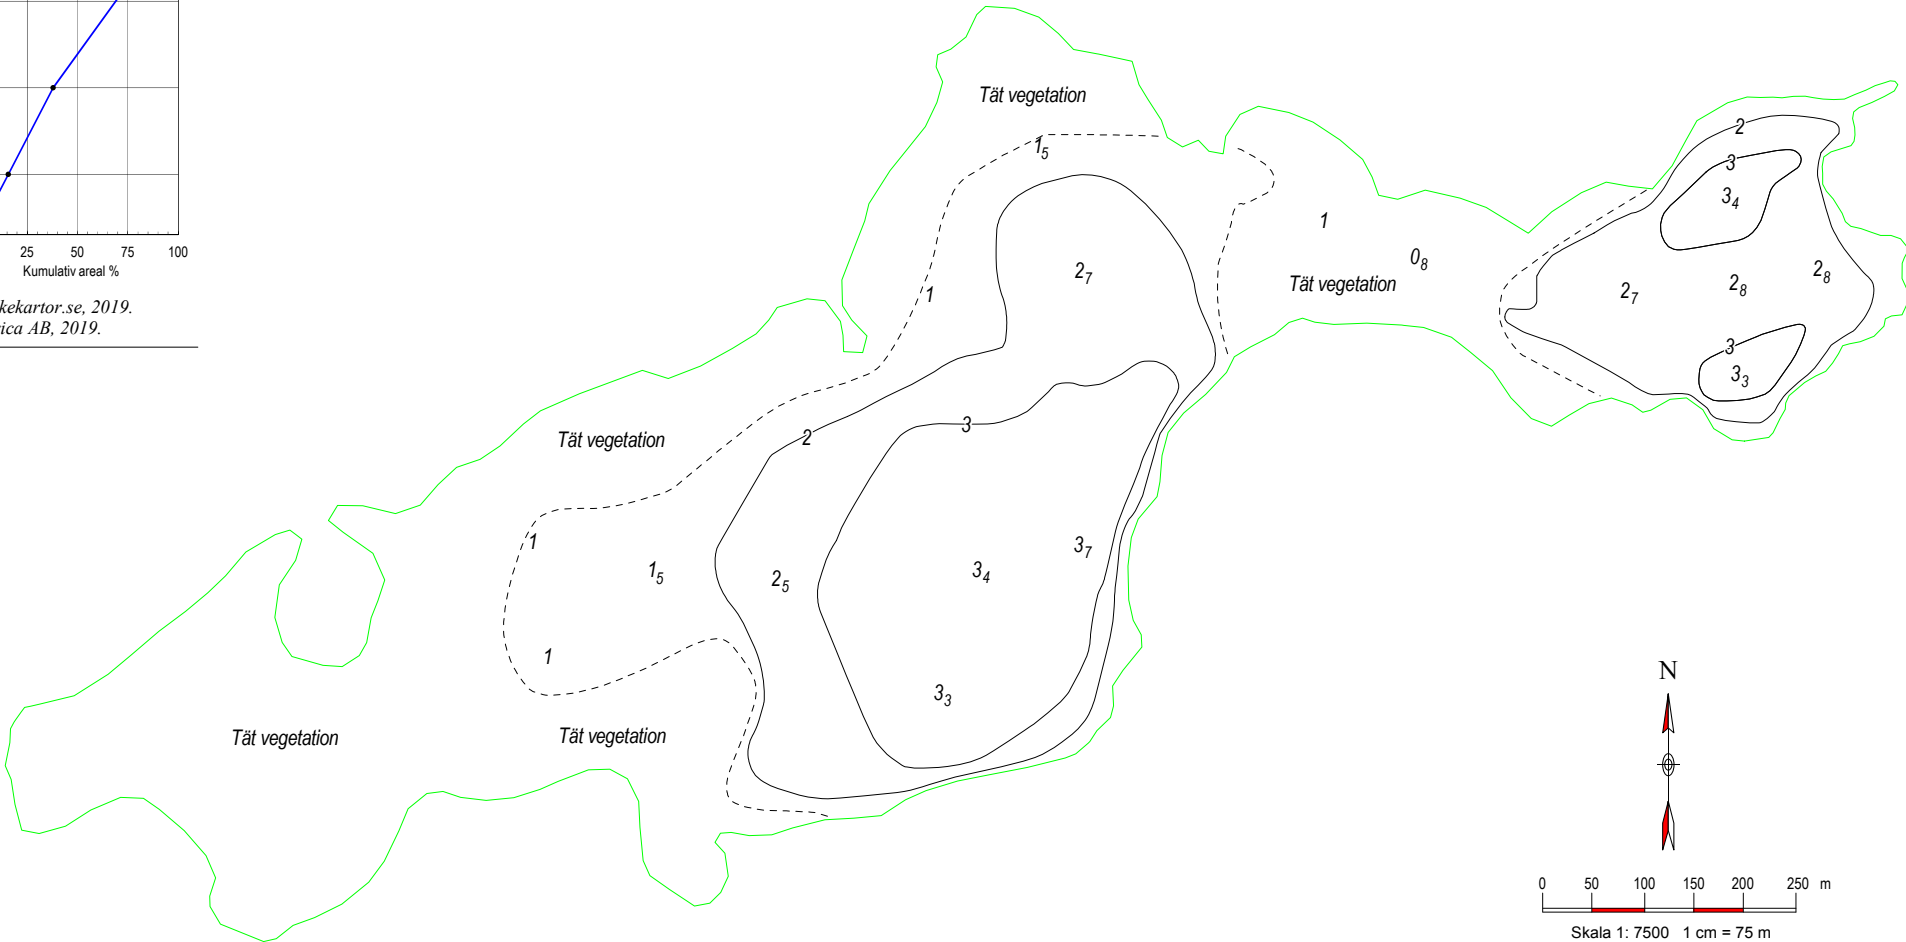 25 50 75 100
Kumulativ areal %
kekartor.se, 2019.
ica AB, 2019.
Tät vegetation
1₅
2
3
3₄
1
0₈
Tät vegetation
2₇
1
2₇
2₈
2₈
3
3₃
Tät vegetation
2
3
1
1₅
2₅
3₄
3₇
1
3₃
Tät vegetation
Tät vegetation
N
0 50 100 150 200 250 m
Skala 1: 7500 1 cm = 75 m